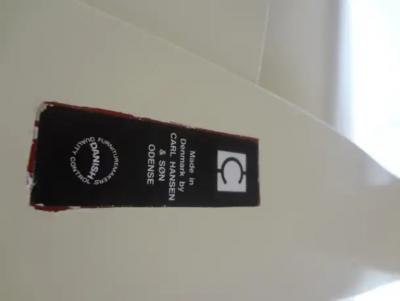 Made in
Denmark by
CARL HANSEN
& SØN
ODENSE
DANISH
FURNITUREMAKERS'
QUALITY CONTROL